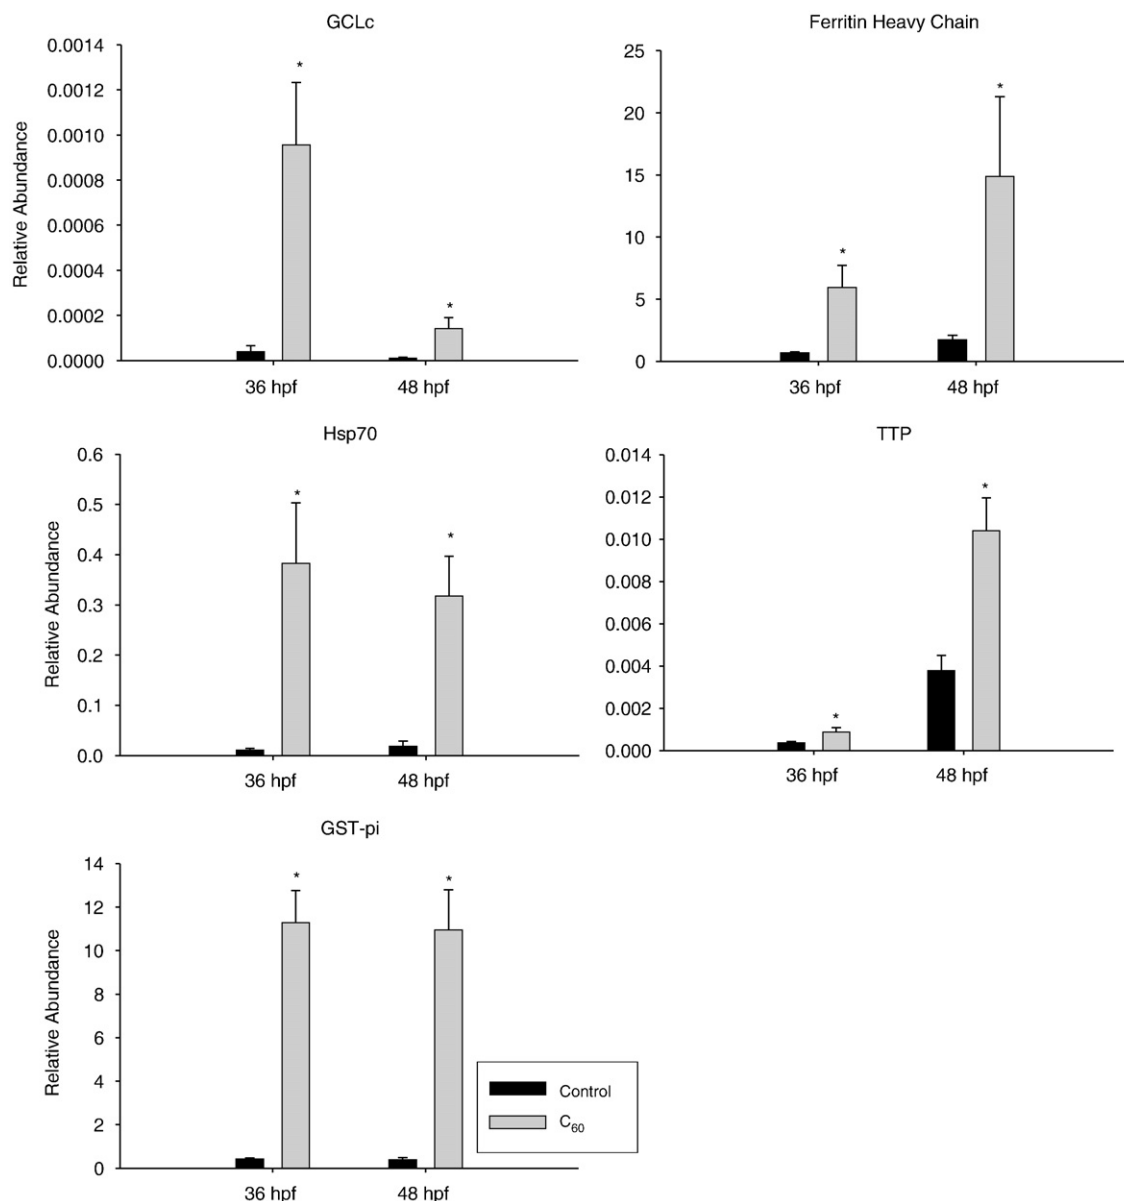 GCLc
Relative Abundance
0.0014
0.0012
0.0010
0.0008
0.0006
0.0004
0.0002
0.0000
*
*
36 hpf
48 hpf
Ferritin Heavy Chain
25
20
15
10
5
0
*
*
36 hpf
48 hpf
Hsp70
Relative Abundance
0.6
0.5
0.4
0.3
0.2
0.1
0.0
*
*
36 hpf
48 hpf
TTP
0.014
0.012
0.010
0.008
0.006
0.004
0.002
0.000
*
*
36 hpf
48 hpf
GST-pi
Relative Abundance
14
12
10
8
6
4
2
0
*
*
36 hpf
48 hpf
Control
C₆₀